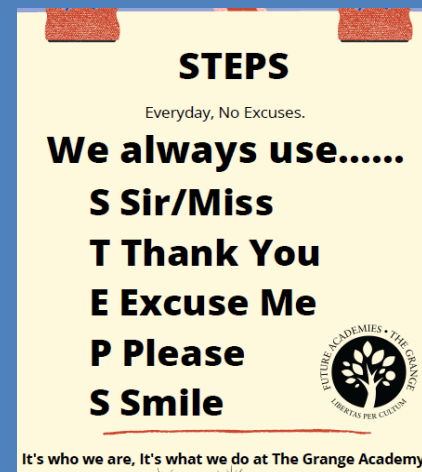 STEPS
Everyday, No Excuses.
We always use......
S Sir/Miss
T Thank You
E Excuse Me
P Please
S Smile
FUTURE ACADEMIES • THE GRANGE
LIBERTAS PER CULTUM
It's who we are, It's what we do at The Grange Academy